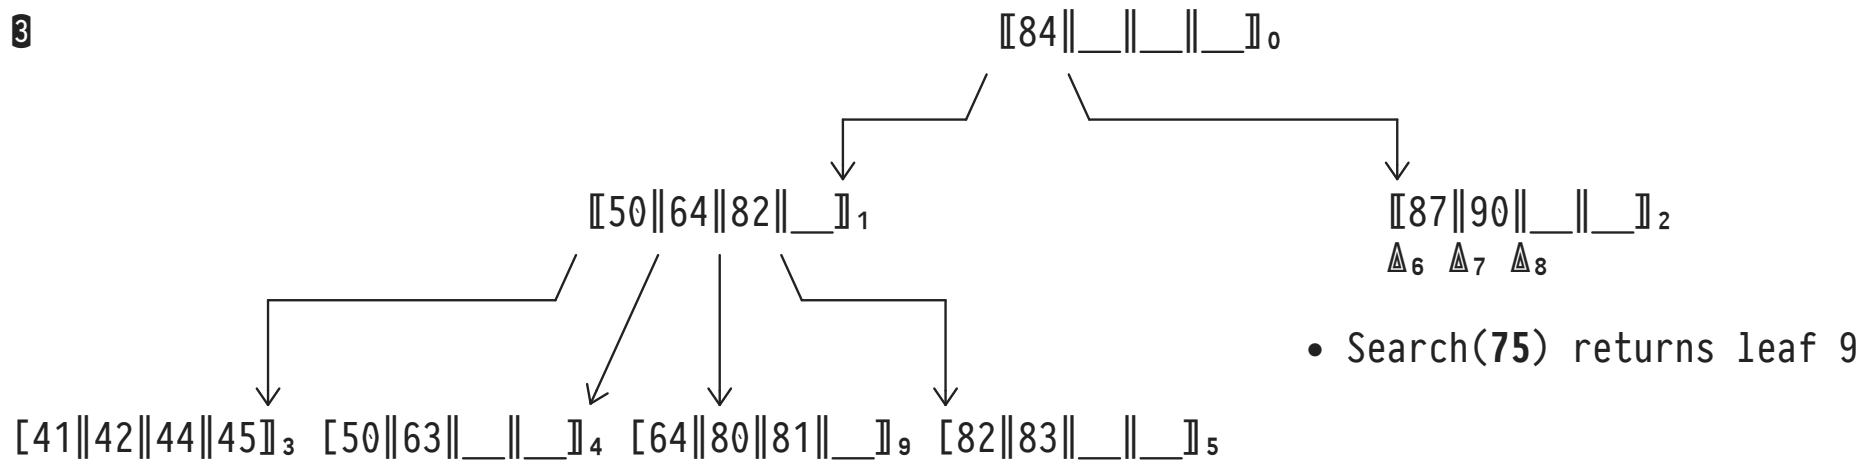 3
⟦84‖__‖__‖__⟧₀
⟦50‖64‖82‖__⟧₁
⟦87‖90‖__‖__⟧₂
◬₆ ◬₇ ◬₈
• Search(75) returns leaf 9
[41‖42‖44‖45⟧₃ [50‖63‖__‖__⟧₄ [64‖80‖81‖__⟧₉ [82‖83‖__‖__⟧₅